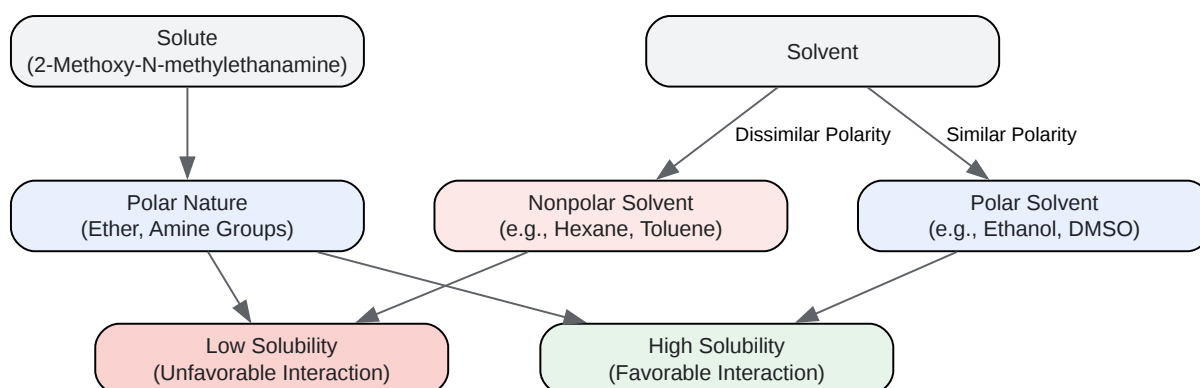 Solute
(2-Methoxy-N-methylethanamine)
Solvent
Dissimilar Polarity
Similar Polarity
Polar Nature
(Ether, Amine Groups)
Nonpolar Solvent
(e.g., Hexane, Toluene)
Polar Solvent
(e.g., Ethanol, DMSO)
Low Solubility
(Unfavorable Interaction)
High Solubility
(Favorable Interaction)